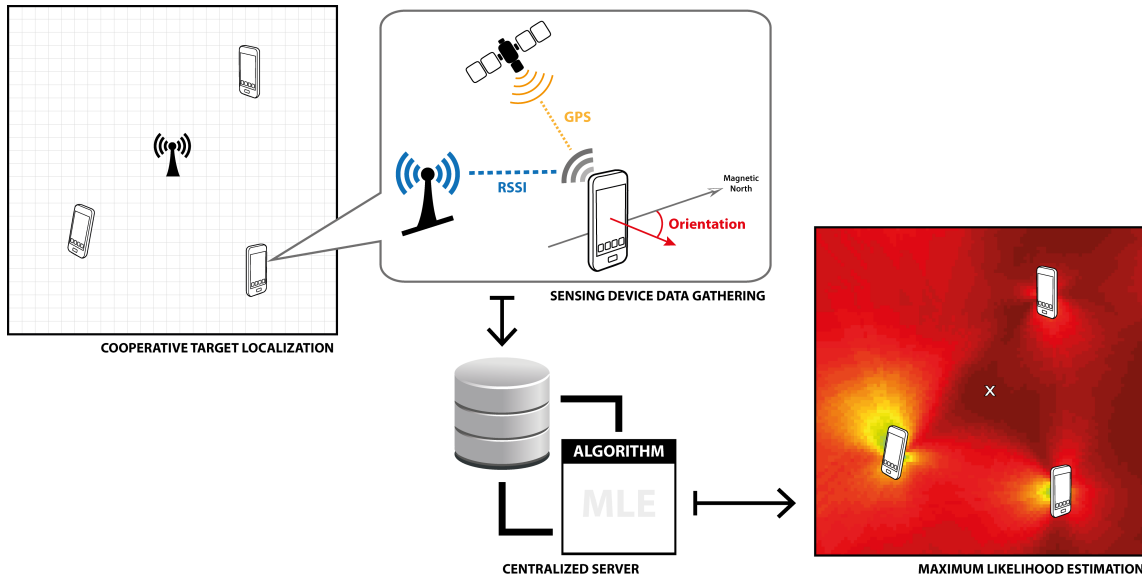 GPS
RSSI
Magnetic
North
Orientation
SENSING DEVICE DATA GATHERING
COOPERATIVE TARGET LOCALIZATION
ALGORITHM
MLE
CENTRALIZED SERVER
X
MAXIMUM LIKELIHOOD ESTIMATION